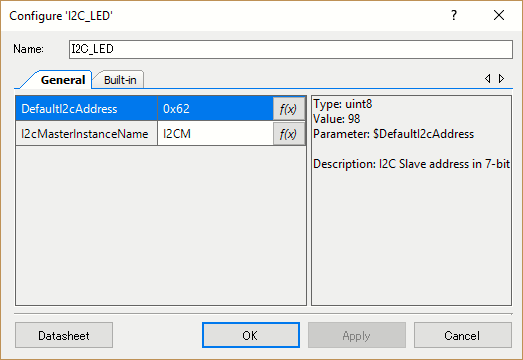 Configure 'I2C_LED'
? ×
Name: I2C_LED
General Built-in
DefaultI2cAddress 0x62 f(x)
I2cMasterInstanceName I2CM f(x)
Type: uint8
Value: 98
Parameter: $DefaultI2cAddress
Description: I2C Slave address in 7-bit
Datasheet OK Apply Cancel